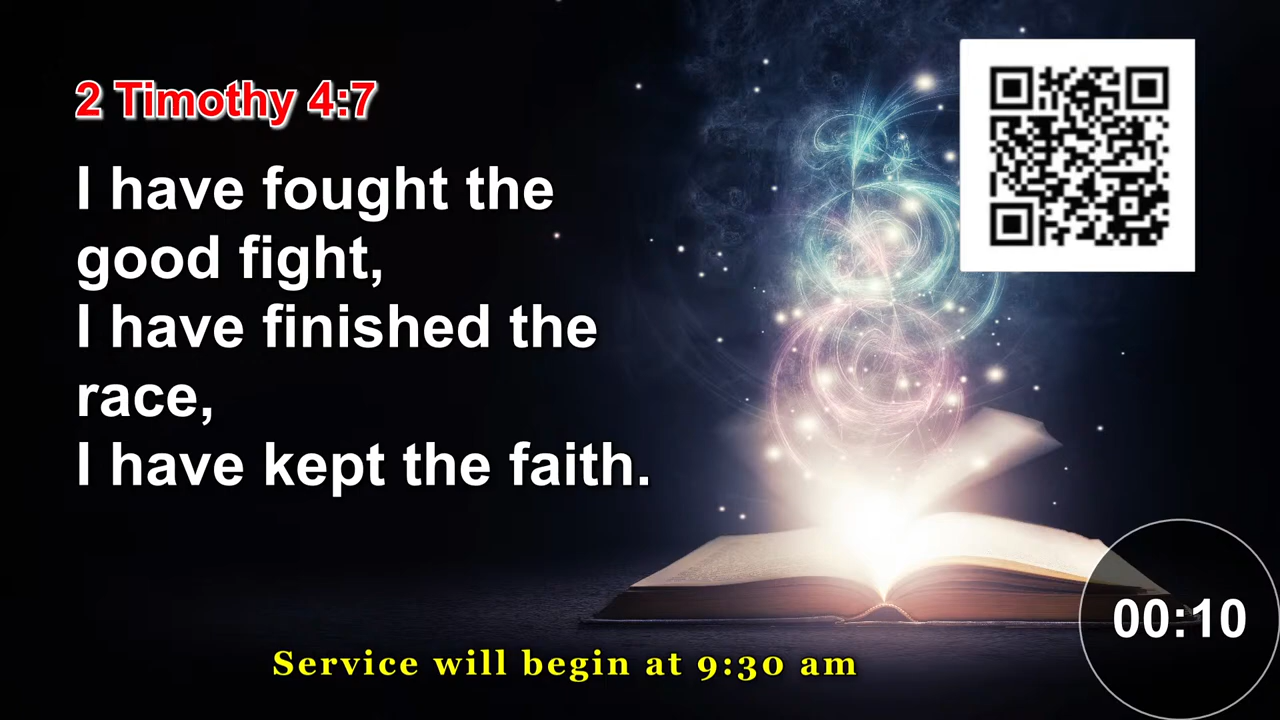 2 Timothy 4:7
I have fought the
good fight,
I have finished the
race,
I have kept the faith.
00:10
Service will begin at 9:30 am